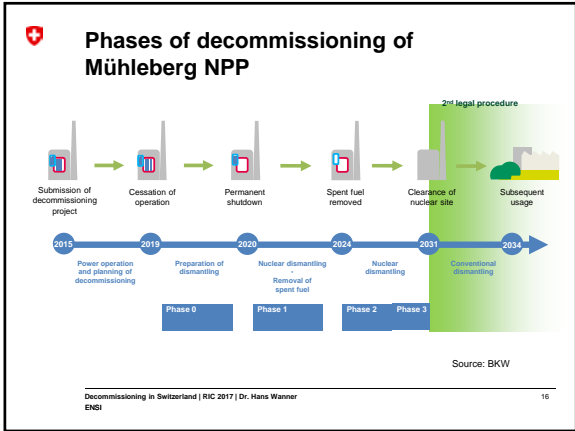 Phases of decommissioning of
Mühleberg NPP
2nd legal procedure
Submission of
decommissioning
project
Cessation of
operation
Permanent
shutdown
Spent fuel
removed
Clearance of
nuclear site
Subsequent
usage
2015
2019
2020
2024
2031
2034
Power operation
and planning of
decommissioning
Preparation of
dismantling
Nuclear dismantling
-
Removal of
spent fuel
Nuclear
dismantling
Conventional
dismantling
Phase 0
Phase 1
Phase 2
Phase 3
Source: BKW
Decommissioning in Switzerland | RIC 2017 | Dr. Hans Wanner
ENSI
16